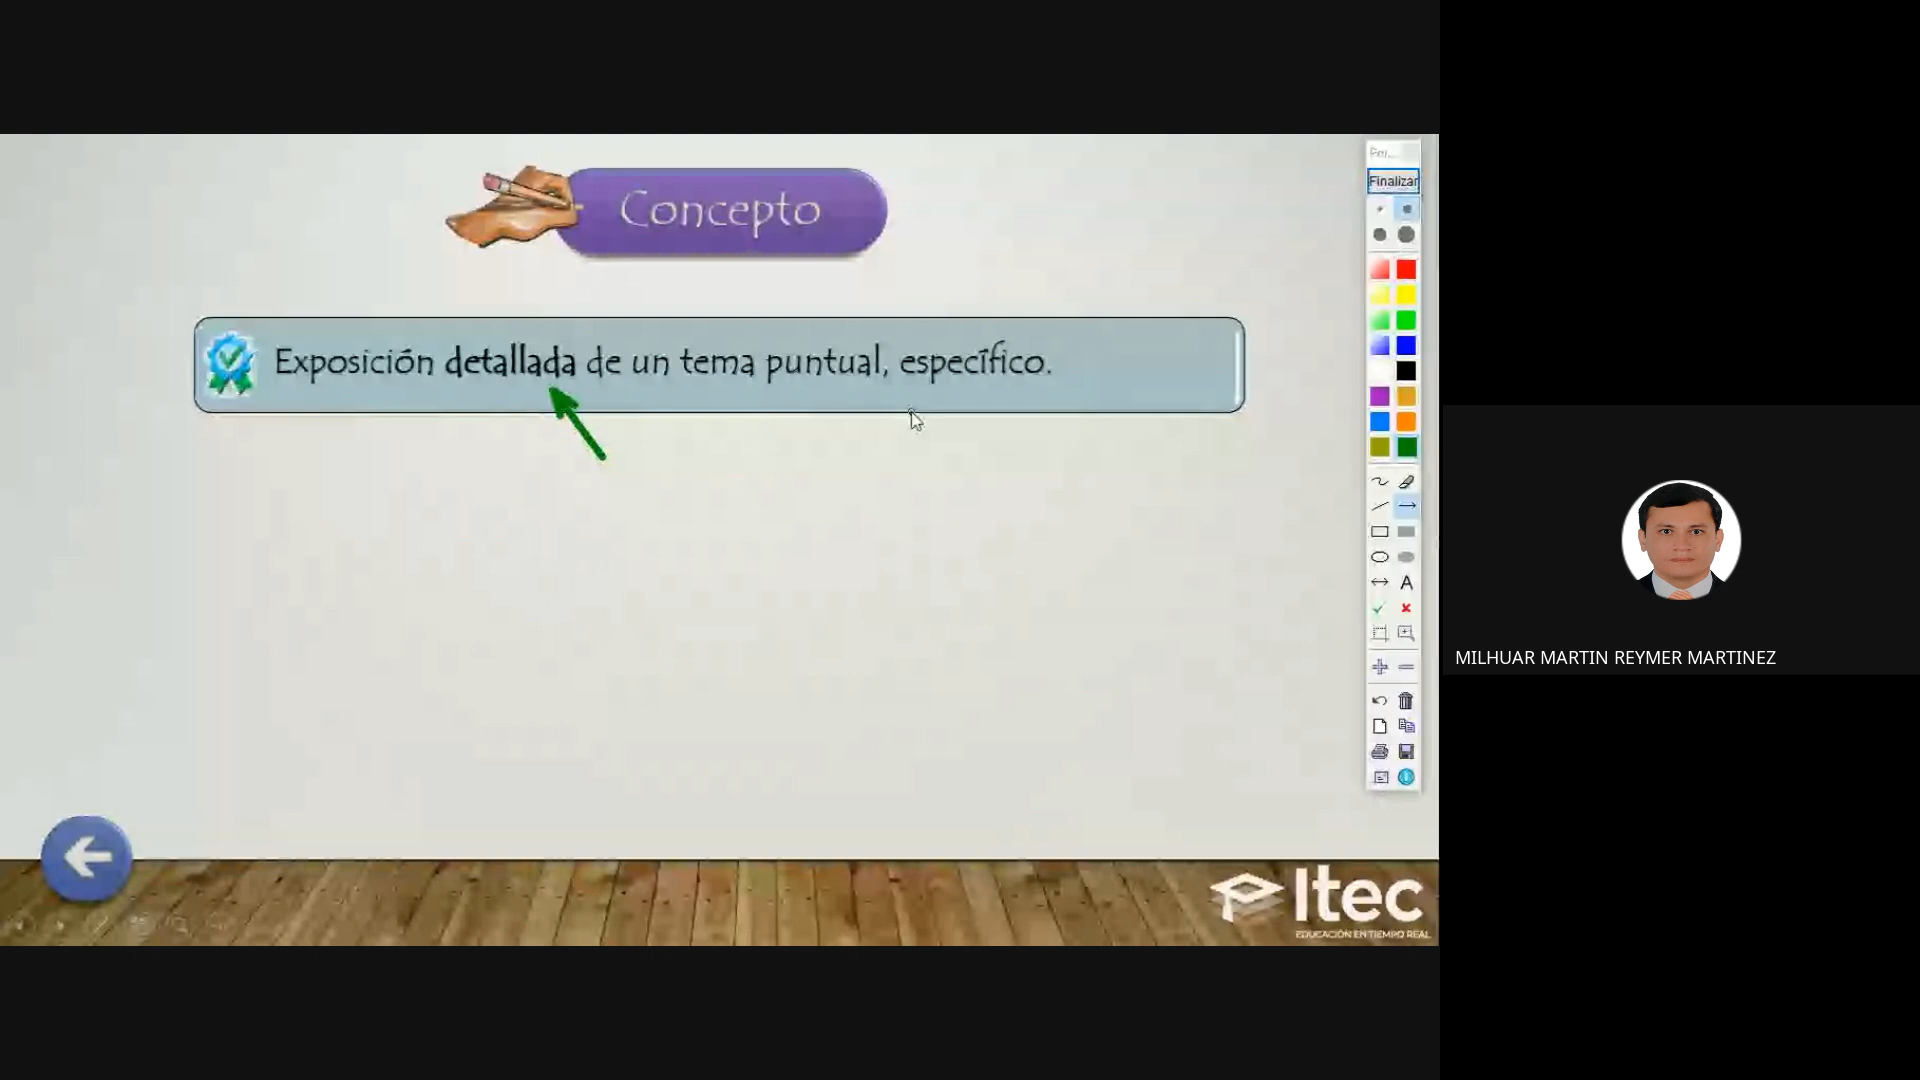 Concepto
Finalizar
Exposición detallada de un tema puntual, específico.
A
MILHUAR MARTIN REYMER MARTINEZ
Itec
EDUCACIÓN EN TIEMPO REAL